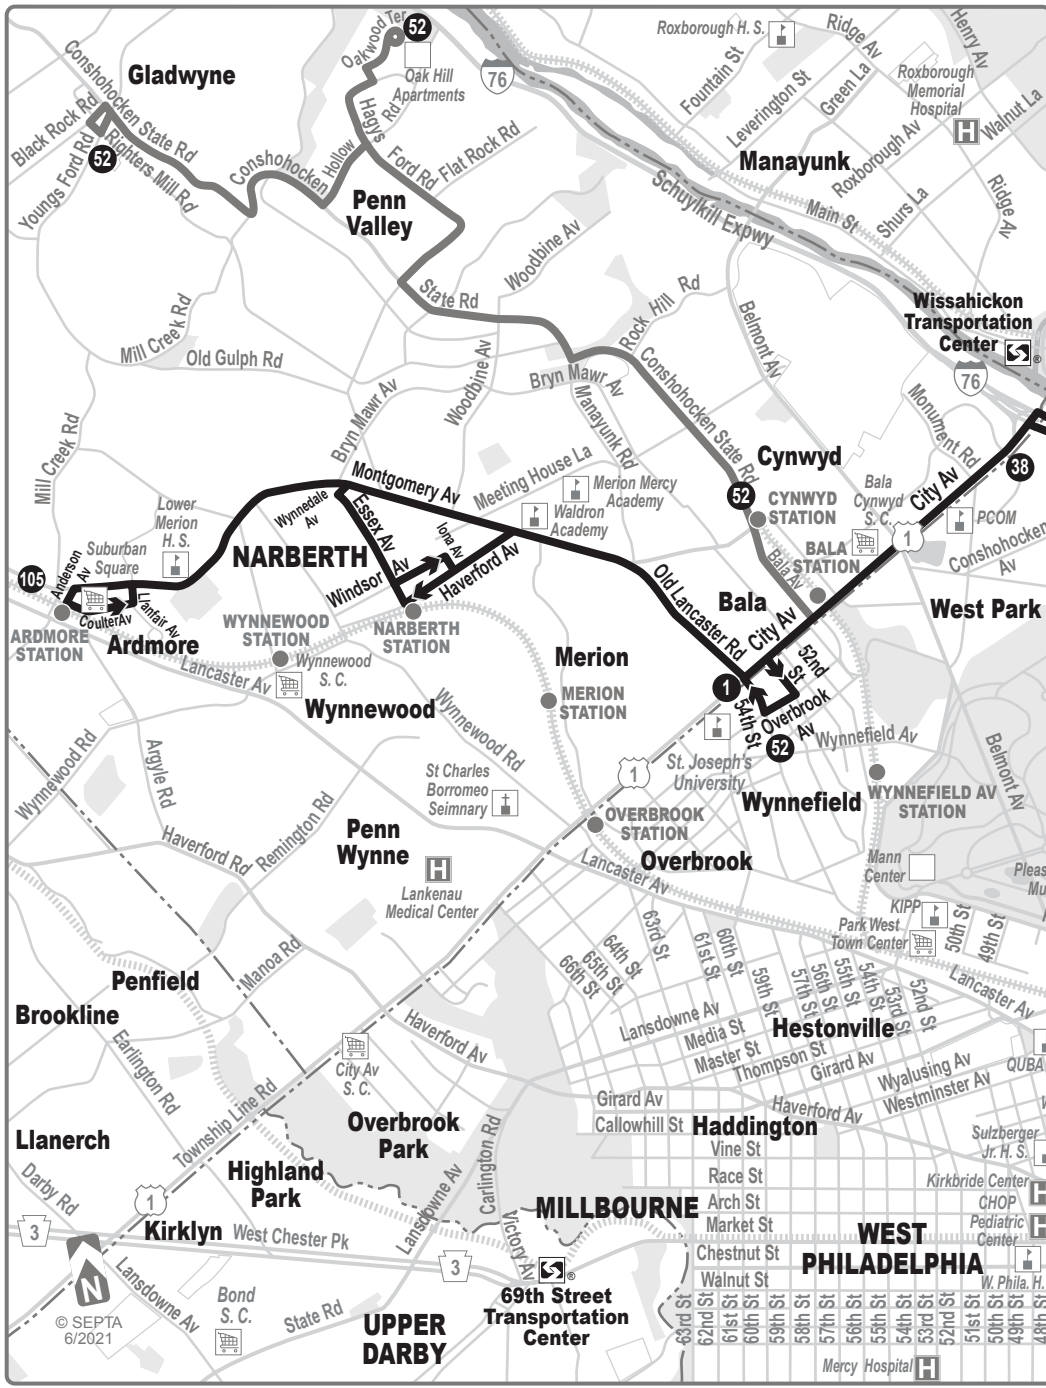 Roxborough H. S.
Ridge Av
Henry Av
Oakwood Ter
52
Conshohocken State Rd
Gladwyne
Oak Hill
Apartments
76
Fountain St
Leverington St
Green La
Roxborough
Memorial
Hospital
H
Walnut La
Black Rock Rd
Hagys
Ford Rd
Hollow
Rd
Flat Rock Rd
Manayunk
Roxborough Av
Righters Mill Rd
52
Youngs Ford Rd
Conshohocken
Penn
Valley
Schuylkill Expwy
Main St
Shurs La
Ridge Av
Woodbine Av
State Rd
Rock Hill Rd
Belmont Av
Wissahickon
Transportation
Center
®
Mill Creek Rd
Old Gulph Rd
Bryn Mawr Av
Woodbine Av
Bryn Mawr Av
Manayunk Rd
Conshohocken State Rd
76
Monument Rd
Mill Creek Rd
Montgomery Av
Meeting House La
Merion Mercy
Academy
Waldron
Academy
Cynwyd
52
CYNWYD
STATION
Bala
Cynwyd
S. C.
City Av
38
1
PCOM
Conshohocken
Av
Lower
Merion
H. S.
Wynnedale
Av
Essex Av
Iona Av
Suburban
Square
NARBERTH
Windsor Av
Haverford Av
BALA
STATION
Bala Av
105
Anderson
Av
Coulter Av
Llanfair Av
ARDMORE
STATION
Ardmore
WYNNEWOOD
STATION
NARBERTH
STATION
Old Lancaster Rd
Bala
City Av
West Park
Lancaster Av
Wynnewood
S. C.
Wynnewood
Merion
MERION
STATION
52nd
St
1
54th St
Overbrook
Av
52
Wynnefield Av
Wynnewood Rd
Wynnewood Rd
Argyle Rd
St Charles
Borromeo
Seimnary
1
St. Joseph's
University
Wynnefield
WYNNEFIELD AV
STATION
Belmont Av
Haverford Rd
Remington Rd
Penn
Wynne
OVERBROOK
STATION
Overbrook
Lancaster Av
Mann
Center
H
Lankenau
Medical Center
Pleas
Mu
KIPP
Park West
Town Center
50th St
49th St
Manoa Rd
66th St
65th St
64th St
63rd St
61st St
60th St
59th St
57th St
56th St
55th St
54th St
53rd St
52nd St
Lancaster Av
Penfield
Brookline
Earlington Rd
Haverford Av
City Av
S. C.
Lansdowne Av
Media St
Master St
Thompson St
Hestonville
Girard Av
Wyalusing Av
Westminster Av
QUBA
Township Line Rd
Girard Av
Callowhill St
Haddington
Haverford Av
W
Llanerch
Overbrook
Park
Carlington Rd
Vine St
Sulzberger
Jr. H. S.
Darby Rd
Highland
Park
Race St
Kirkbride Center
H
1
Lansdowne Av
Victory Av
MILLBOURNE
Arch St
CHOP
Pediatric
Center
H
3
Kirklyn
West Chester Pk
Market St
WEST
PHILADELPHIA
3
®
Chestnut St
N
Lansdowne Av
69th Street
Transportation
Center
Walnut St
W. Phila. H.
© SEPTA
6/2021
Bond
S. C.
State Rd
UPPER
DARBY
63rd St
62nd St
61st St
60th St
59th St
58th St
57th St
56th St
55th St
54th St
53rd St
52nd St
51st St
50th St
49th St
48th St
Mercy Hospital
H